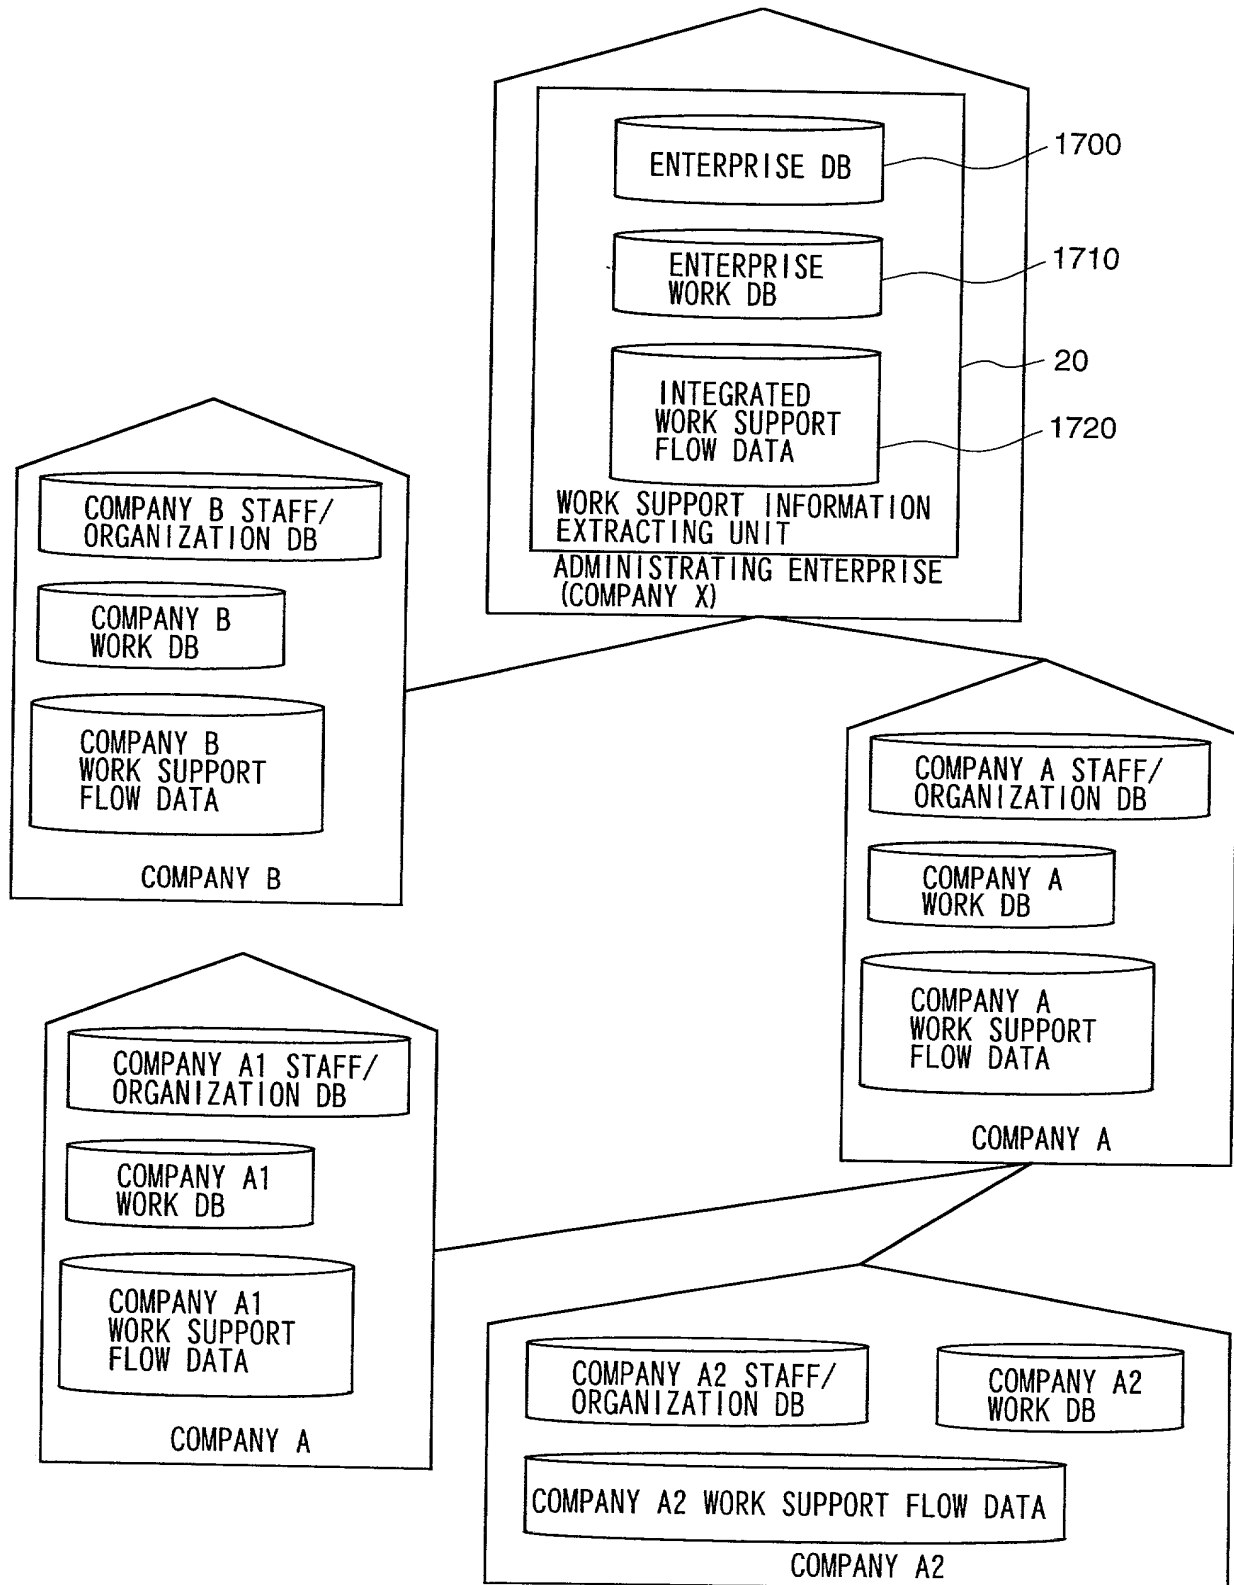 ENTERPRISE DB
1700
ENTERPRISE
WORK DB
1710
20
INTEGRATED
WORK SUPPORT
FLOW DATA
1720
WORK SUPPORT INFORMATION
EXTRACTING UNIT
ADMINISTRATING ENTERPRISE
(COMPANY X)
COMPANY B STAFF/
ORGANIZATION DB
COMPANY B
WORK DB
COMPANY B
WORK SUPPORT
FLOW DATA
COMPANY B
COMPANY A STAFF/
ORGANIZATION DB
COMPANY A
WORK DB
COMPANY A
WORK SUPPORT
FLOW DATA
COMPANY A
COMPANY A1 STAFF/
ORGANIZATION DB
COMPANY A1
WORK DB
COMPANY A1
WORK SUPPORT
FLOW DATA
COMPANY A
COMPANY A2 STAFF/
ORGANIZATION DB
COMPANY A2
WORK DB
COMPANY A2 WORK SUPPORT FLOW DATA
COMPANY A2